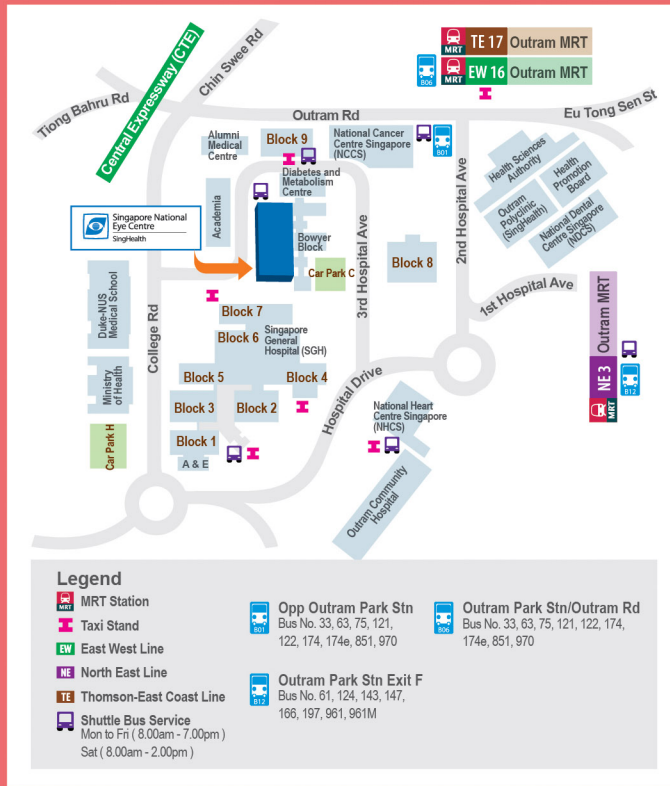 Central Expressway (CTE)
Chin Swee Rd
Tiong Bahru Rd
MRT
TE 17
Outram MRT
B06
MRT
EW 16
Outram MRT
Outram Rd
Eu Tong Sen St
Alumni
Medical
Centre
Block 9
National Cancer
Centre Singapore
(NCCS)
B01
Health Sciences
Authority
Health
Promotion
Board
Outram
Polyclinic
(SingHealth)
National Dental
Centre Singapore
(NDCS)
Diabetes and
Metabolism
Centre
Academia
Singapore National
Eye Centre
SingHealth
Bowyer
Block
Car Park C
3rd Hospital Ave
Block 8
2nd Hospital Ave
1st Hospital Ave
Outram MRT
NE 3
MRT
B12
Duke-NUS
Medical School
College Rd
Block 7
Block 6
Singapore
General
Hospital (SGH)
Block 5
Block 4
Ministry
of Health
Block 3
Block 2
Hospital Drive
National Heart
Centre Singapore
(NHCS)
Car Park H
Block 1
A & E
Outram Community
Hospital
Legend
MRT
MRT Station
Taxi Stand
EW
East West Line
NE
North East Line
TE
Thomson-East Coast Line
Shuttle Bus Service
Mon to Fri ( 8.00am - 7.00pm )
Sat ( 8.00am - 2.00pm )
B01
Opp Outram Park Stn
Bus No. 33, 63, 75, 121,
122, 174, 174e, 851, 970
B12
Outram Park Stn Exit F
Bus No. 61, 124, 143, 147,
166, 197, 961, 961M
B06
Outram Park Stn/Outram Rd
Bus No. 33, 63, 75, 121, 122, 174,
174e, 851, 970